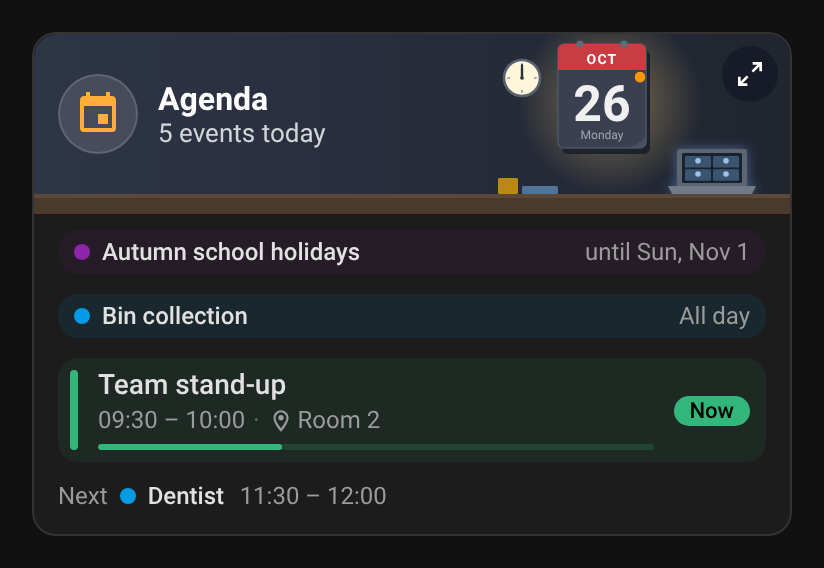 Agenda
5 events today
OCT
26
Monday
Autumn school holidays until Sun, Nov 1
Bin collection All day
Team stand-up
09:30 – 10:00 · Room 2
Now
Next Dentist 11:30 – 12:00